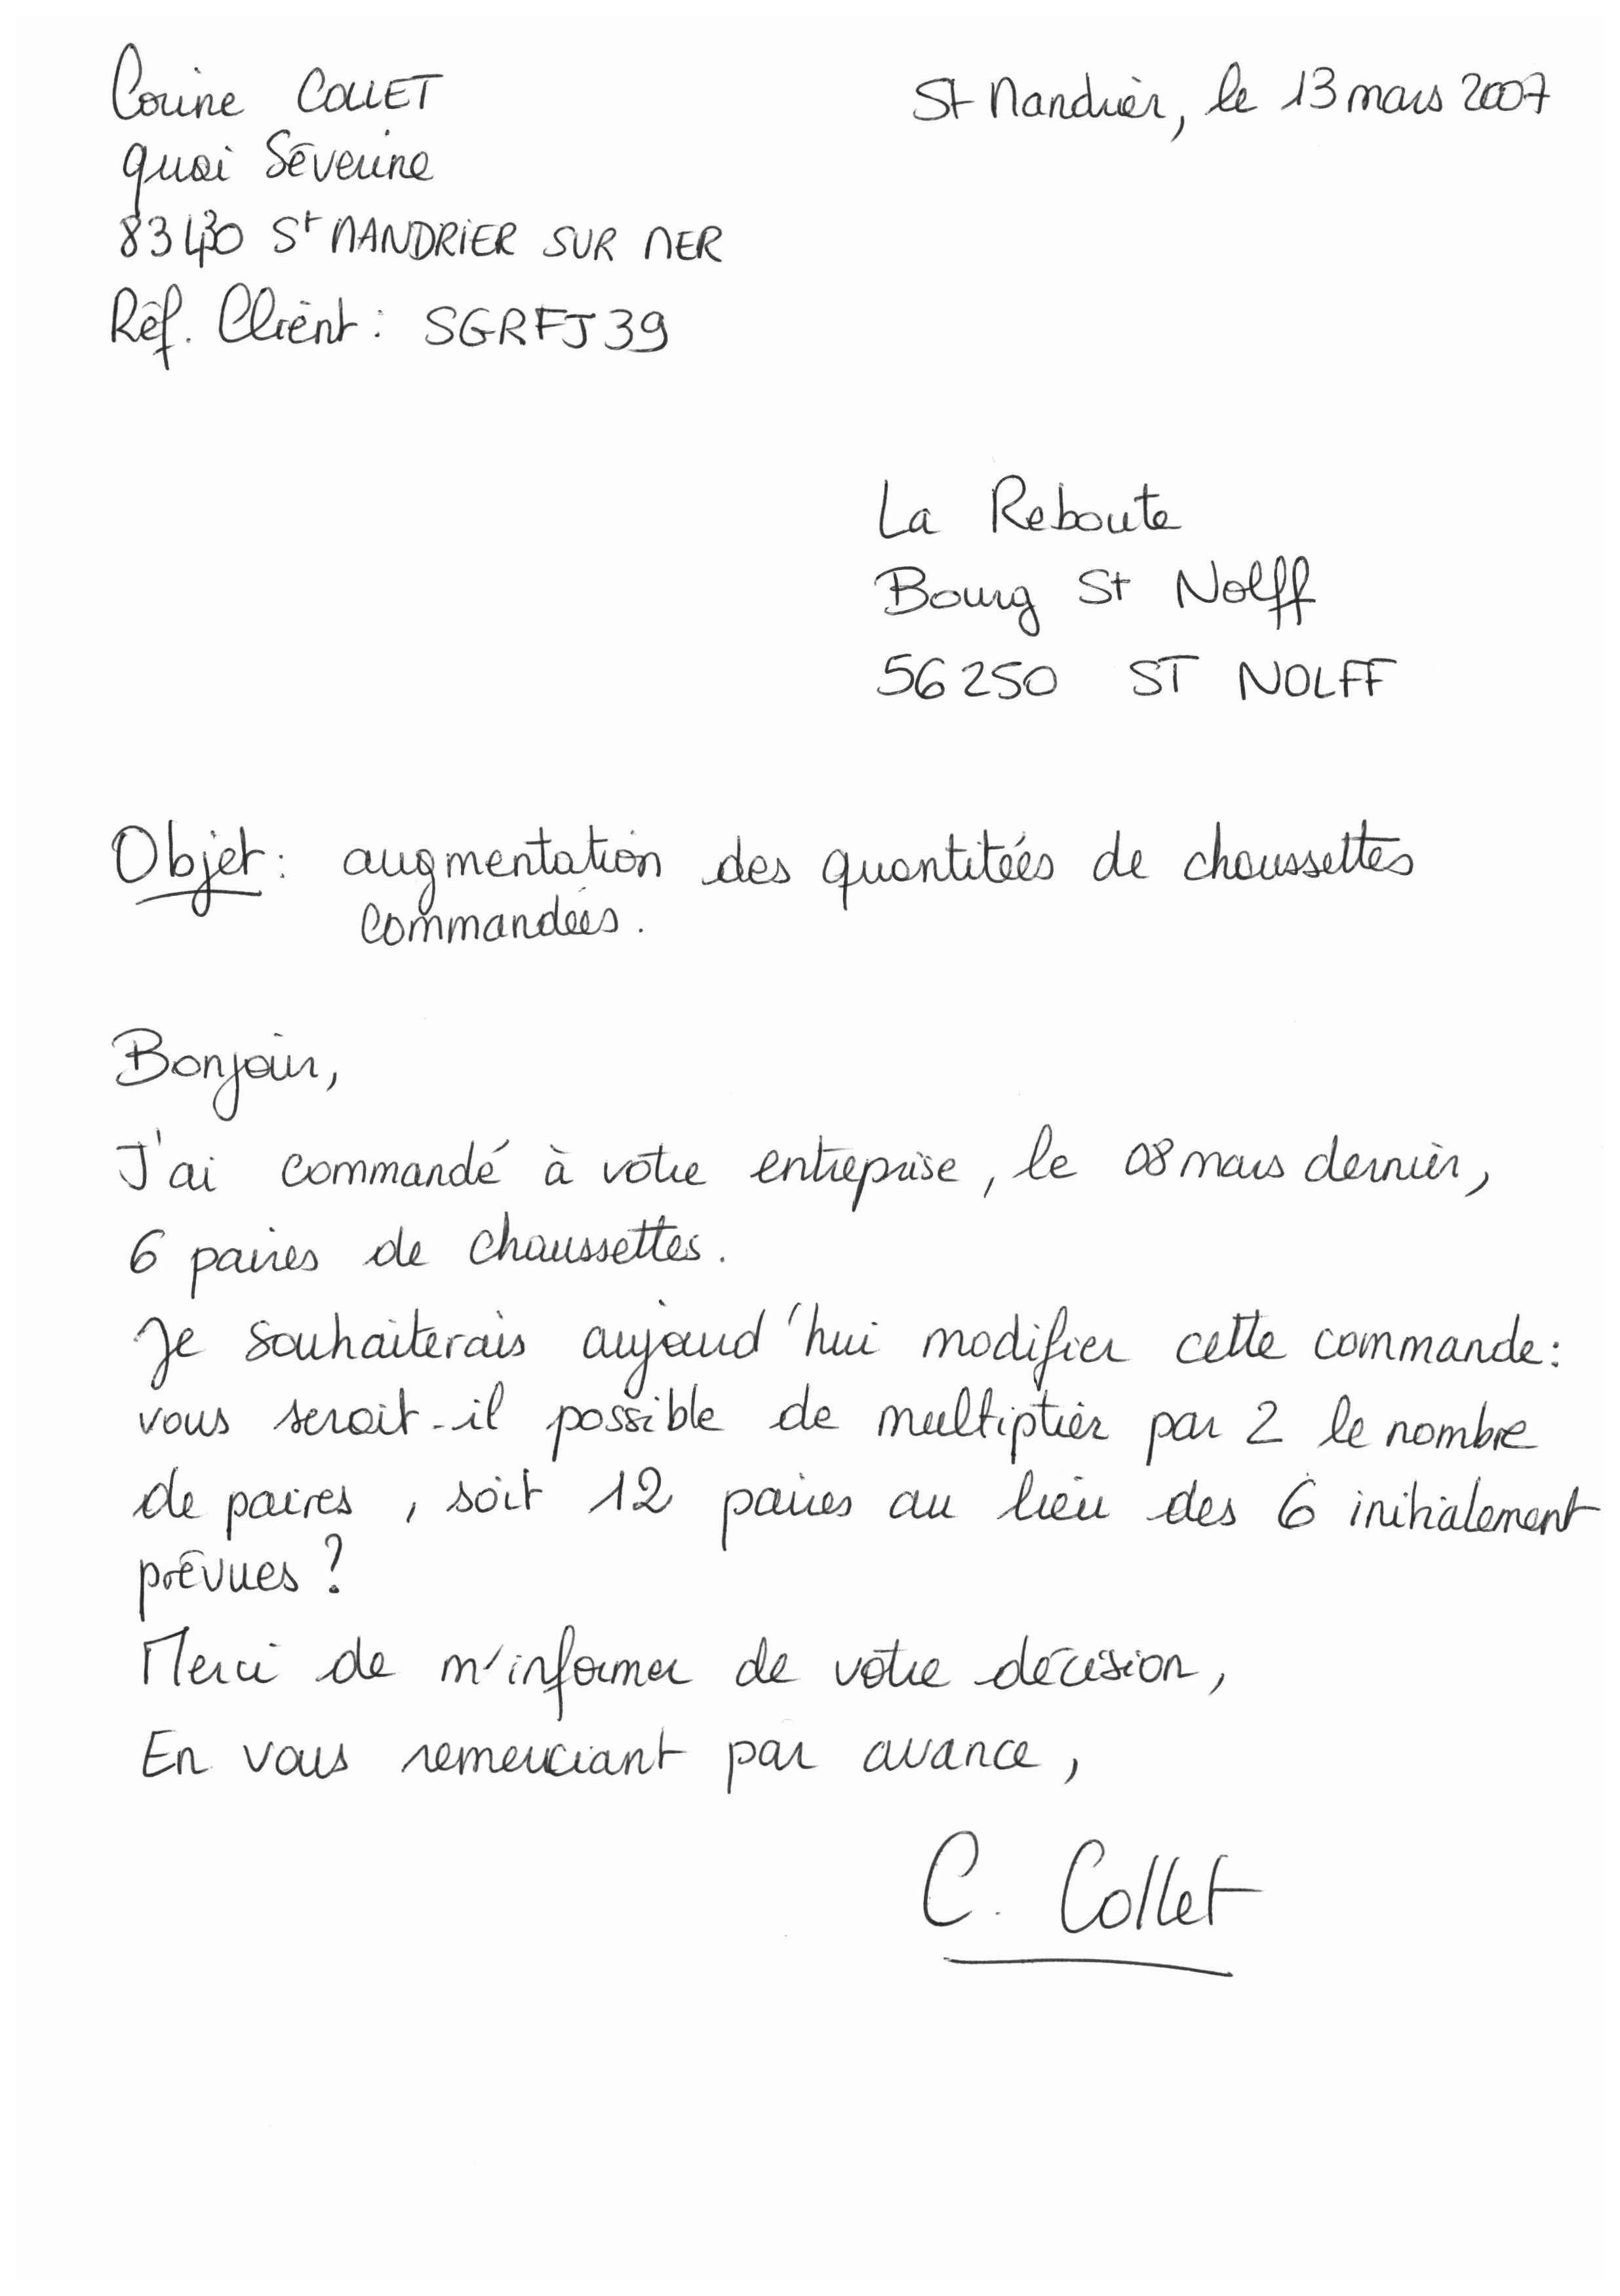 Corine COLLET
St Mandrier, le 13 mars 2007
quai Séverine
83430 St MANDRIER SUR MER
Réf. Client : SGRFJ39
La Reboute
Bourg St Nolff
56250 ST NOLFF
Objet : augmentation des quantitéés de chaussettes
commandées.
Bonjour,
J'ai commandé à votre entreprise, le 08 mars dernier,
6 paires de chaussettes.
Je souhaiterais aujourd'hui modifier cette commande :
vous serait-il possible de multiplier par 2 le nombre
de paires, soit 12 paires au lieu des 6 initialement
prévues ?
Merci de m'informer de votre décision,
En vous remerciant par avance,
C. Collet